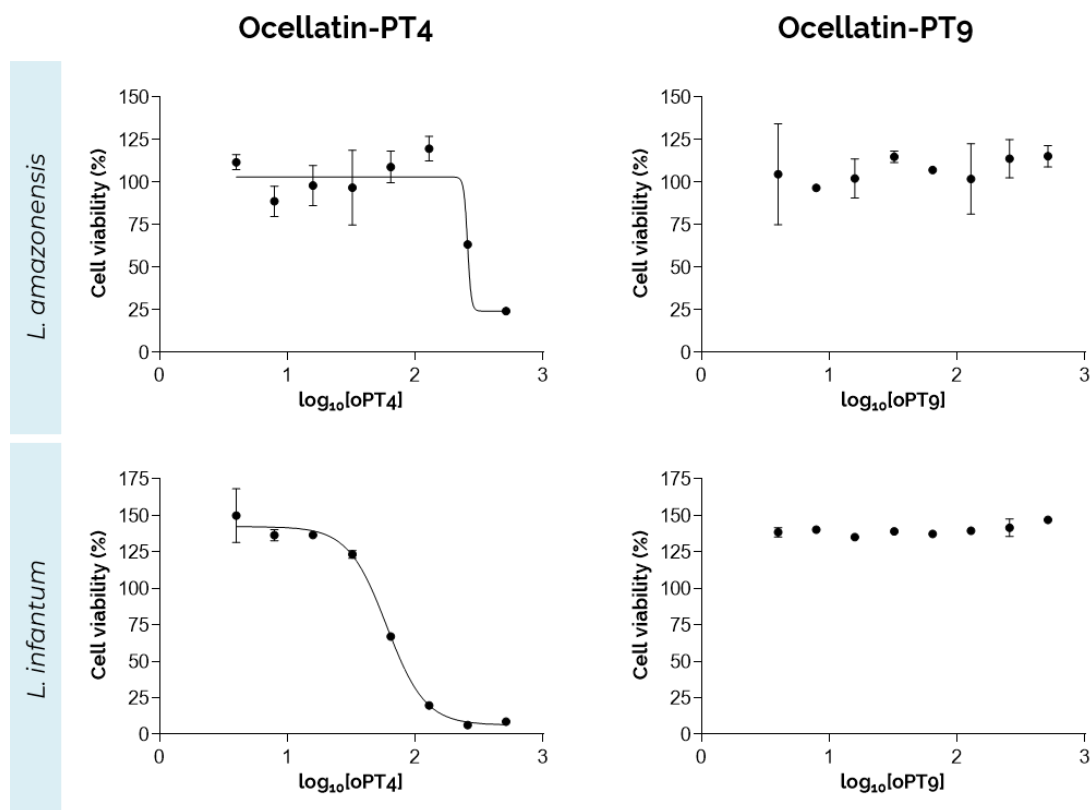 Ocellatin-PT4
Ocellatin-PT9
L. amazonensis
Cell viability (%)
150
125
100
75
50
25
0
0 1 2 3
log₁₀[oPT4]
Cell viability (%)
150
125
100
75
50
25
0
0 1 2 3
log₁₀[oPT9]
L. infantum
Cell viability (%)
175
150
125
100
75
50
25
0
0 1 2 3
log₁₀[oPT4]
Cell viability (%)
175
150
125
100
75
50
25
0
0 1 2 3
log₁₀[oPT9]